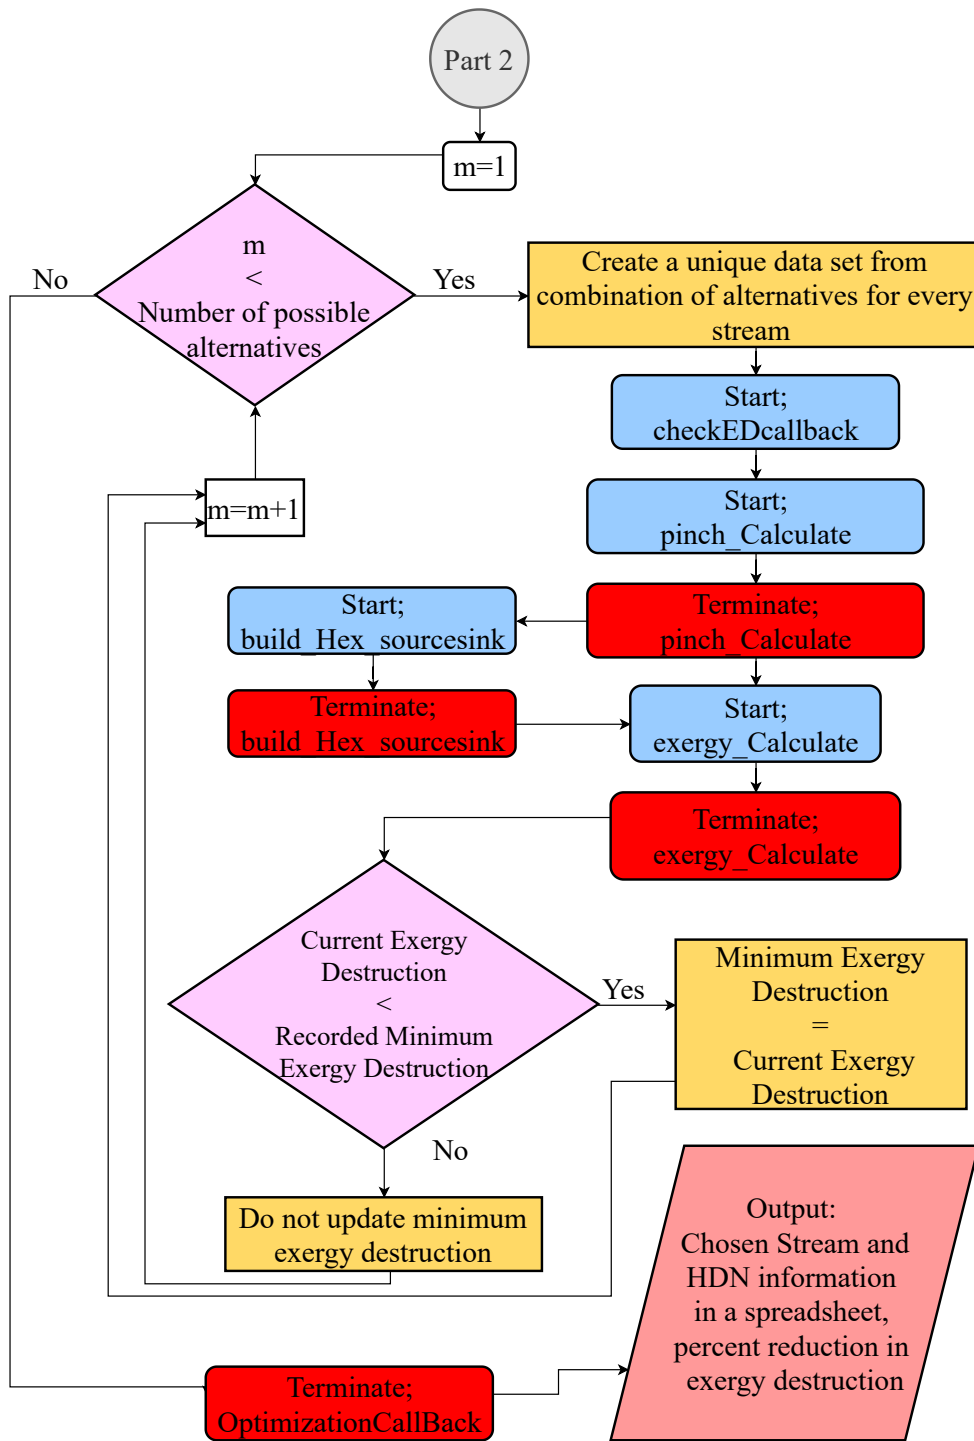 Part 2
m=1
m
<
Number of possible
alternatives
No
Yes
Create a unique data set from
combination of alternatives for every
stream
Start;
checkEDcallback
Start;
pinch_Calculate
m=m+1
Terminate;
pinch_Calculate
Start;
build_Hex_sourcesink
Terminate;
build_Hex_sourcesink
Start;
exergy_Calculate
Terminate;
exergy_Calculate
Current Exergy
Destruction
<
Recorded Minimum
Exergy Destruction
Yes
Minimum Exergy
Destruction
=
Current Exergy
Destruction
No
Do not update minimum
exergy destruction
Output:
Chosen Stream and
HDN information
in a spreadsheet,
percent reduction in
exergy destruction
Terminate;
OptimizationCallBack